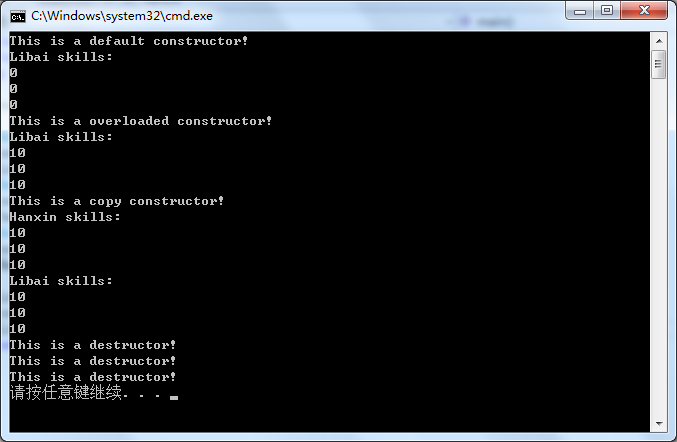 C:\Windows\system32\cmd.exe
This is a default constructor!
Libai skills:
0
0
0
This is a overloaded constructor!
Libai skills:
10
10
10
This is a copy constructor!
Hanxin skills:
10
10
10
Libai skills:
10
10
10
This is a destructor!
This is a destructor!
This is a destructor!
请按任意键继续. . .